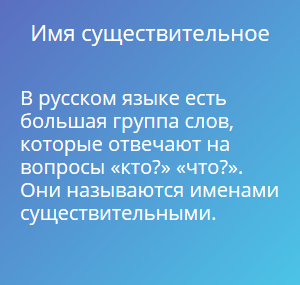 Имя существительное
В русском языке есть
большая группа слов,
которые отвечают на
вопросы «кто?» «что?».
Они называются именами
существительными.